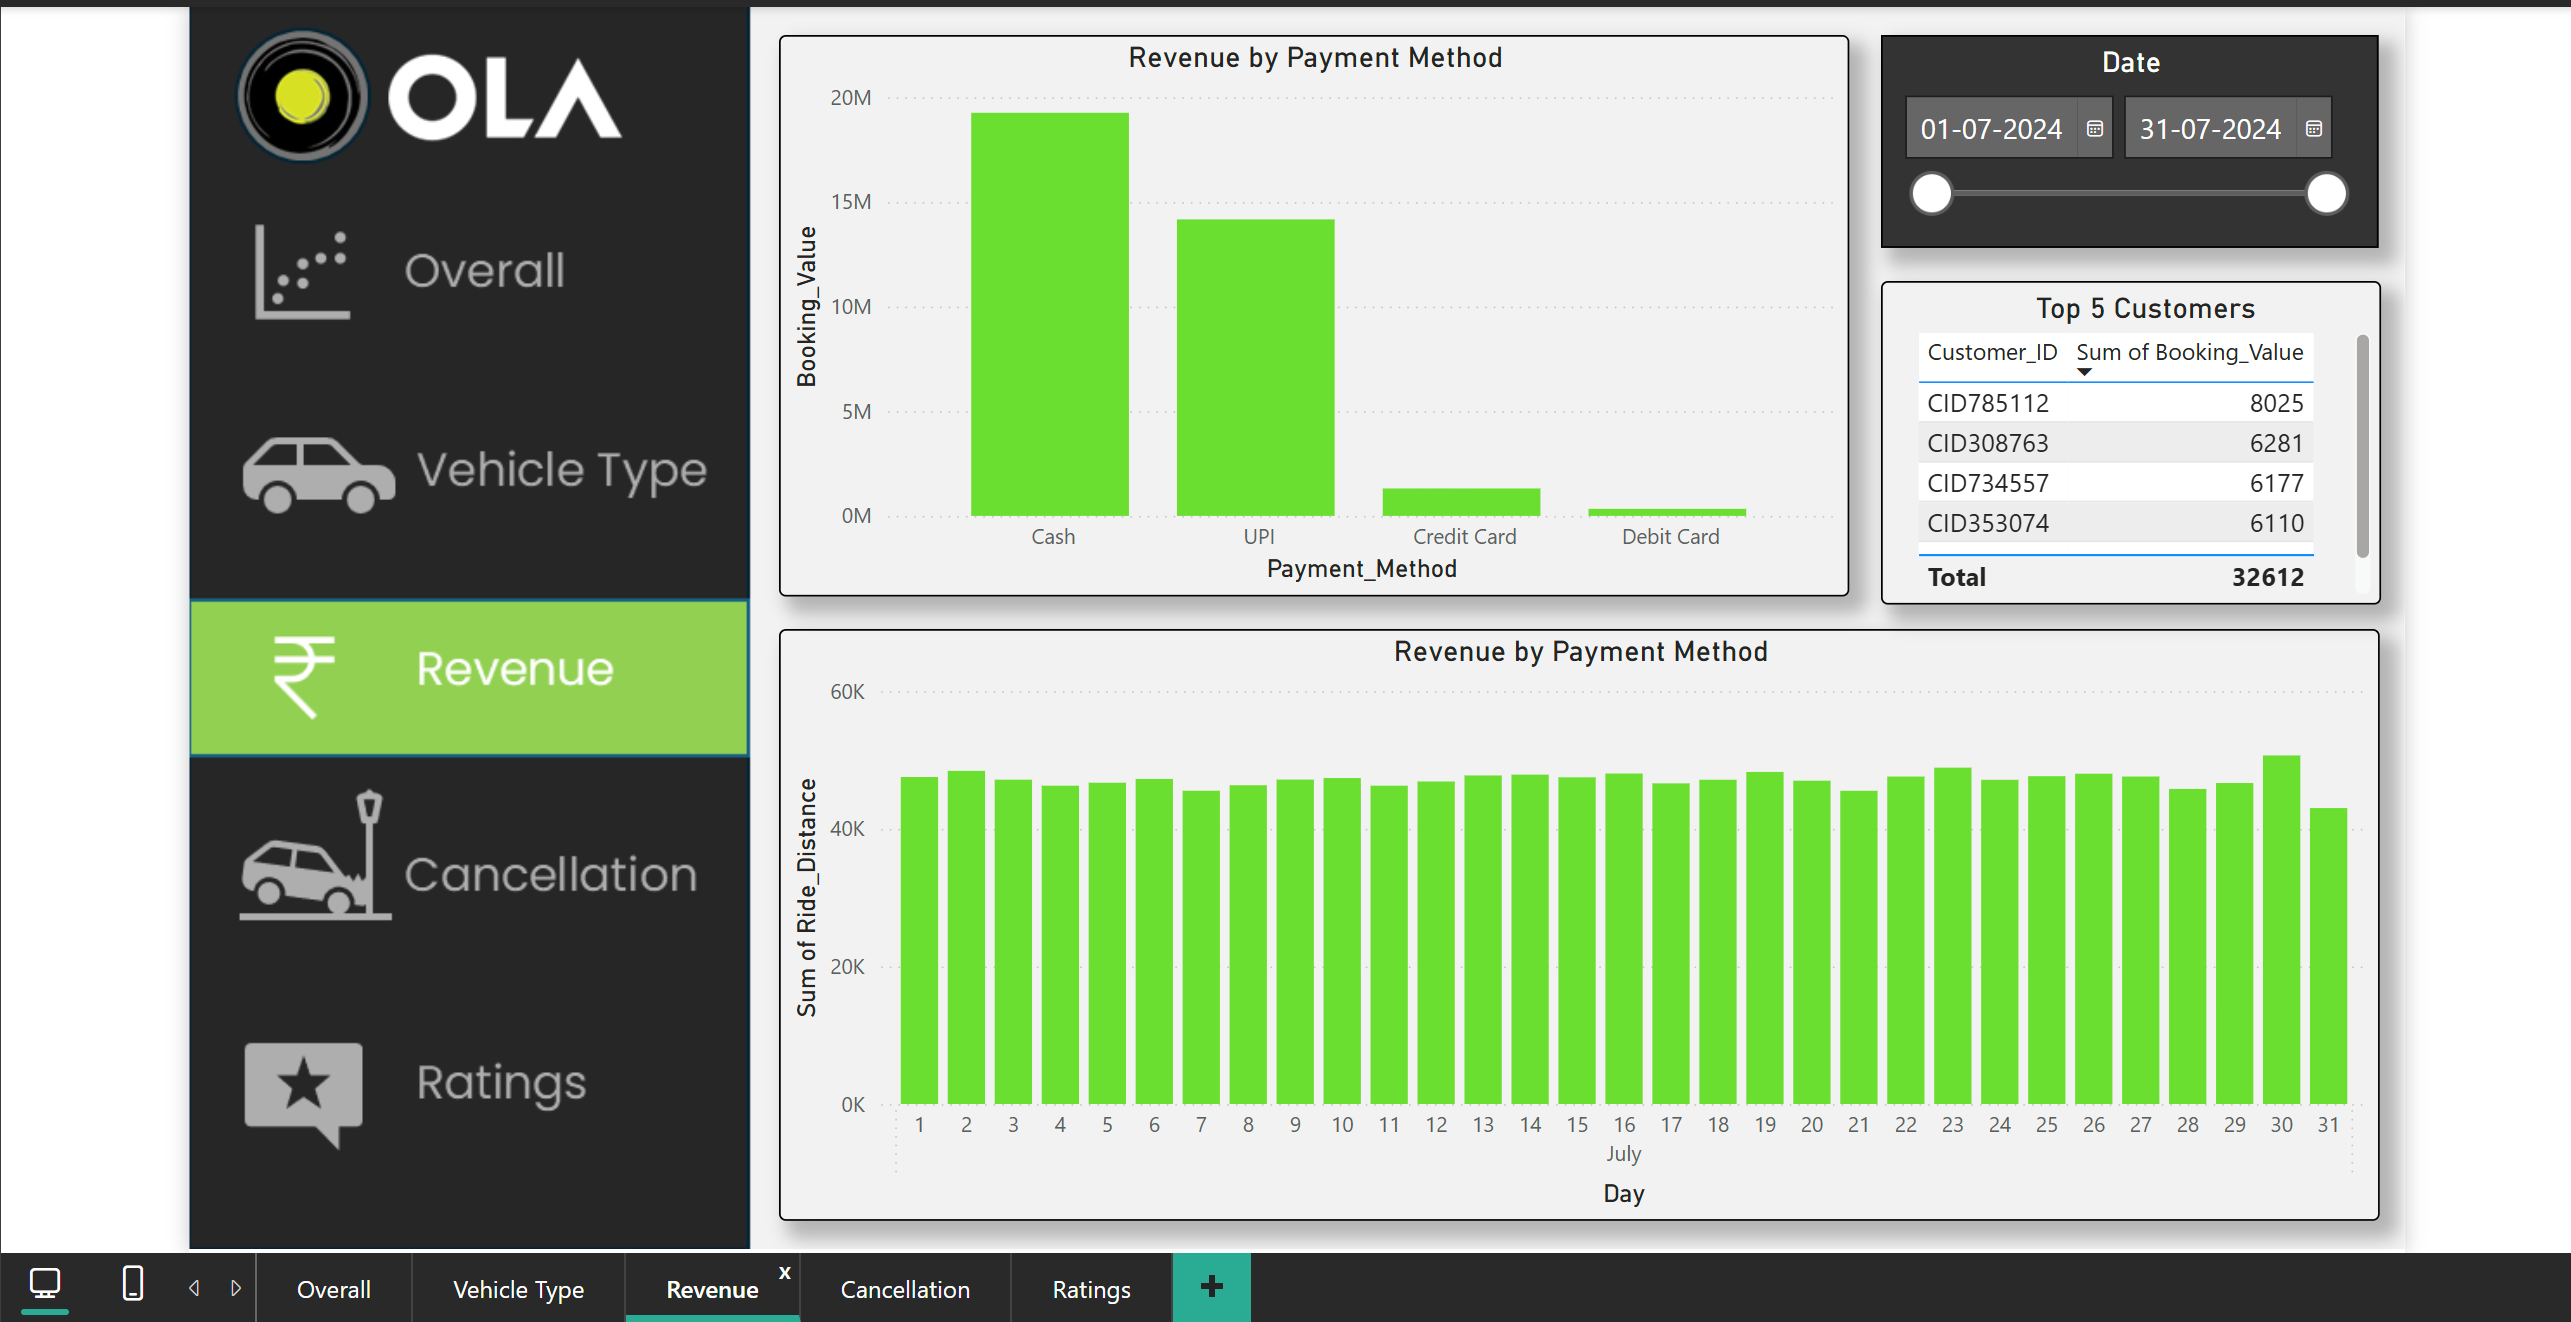 OLA
Overall
Vehicle Type
Revenue
Cancellation
Ratings
Revenue by Payment Method
Booking_Value
20M
15M
10M
5M
0M
Cash UPI Credit Card Debit Card
Payment_Method
Date
01-07-2024 31-07-2024
Top 5 Customers
Customer_ID Sum of Booking_Value
CID785112 8025
CID308763 6281
CID734557 6177
CID353074 6110
Total 32612
Revenue by Payment Method
Sum of Ride_Distance
60K
40K
20K
0K
1 2 3 4 5 6 7 8 9 10 11 12 13 14 15 16 17 18 19 20 21 22 23 24 25 26 27 28 29 30 31
July
Day
Overall Vehicle Type Revenue x Cancellation Ratings +